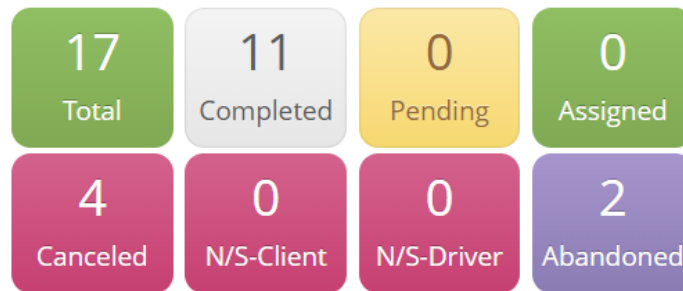 17 11 0 0
Total Completed Pending Assigned
4 0 0 2
Canceled N/S-Client N/S-Driver Abandoned